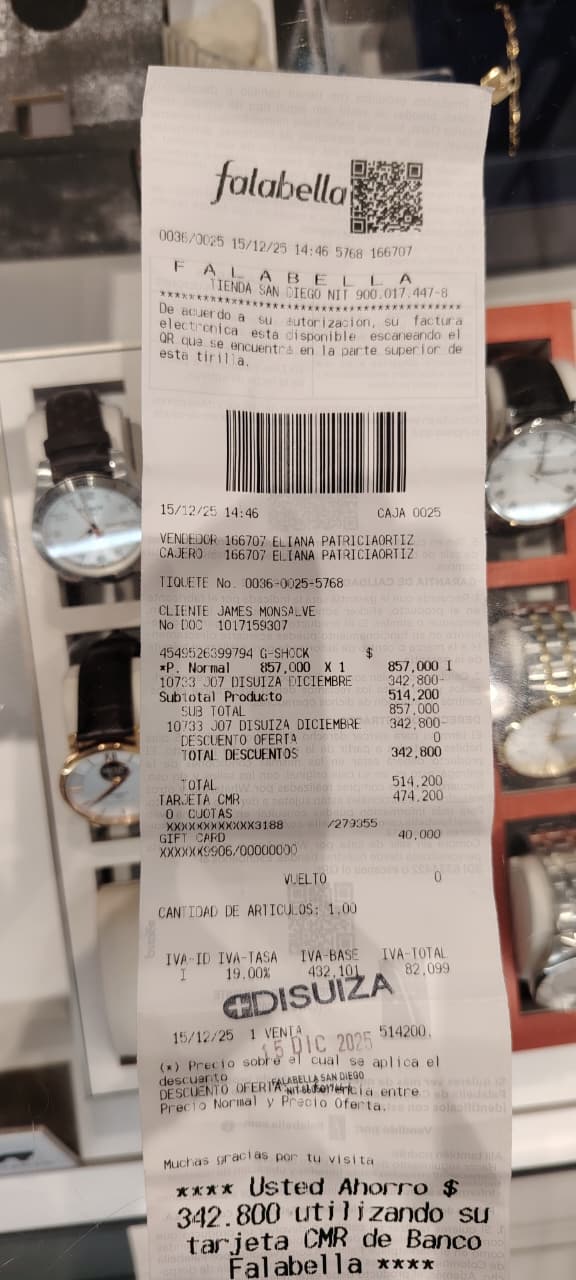 falabella
0036/0025 15/12/25 14:46 5768 166707
F A L A B E L L A
TIENDA SAN DIEGO NIT 900.017.447-8
****************************************
De acuerdo a su autorización, su factura
electronica esta disponible escaneando el
QR que se encuentra en la parte superior de
esta tirilla.
15/12/25 14:46 CAJA 0025
VENDEDOR 166707 ELIANA PATRICIAORTIZ
CAJERO 166707 ELIANA PATRICIAORTIZ
TIQUETE No. 0036-0025-5768
CLIENTE JAMES MONSALVE
No DOC 1017159307
4549526399794 G-SHOCK $
*P. Normal 857,000 X 1 857,000 I
10733 J07 DISUIZA DICIEMBRE 342,800-
Subtotal Producto 514,200
SUB TOTAL 857,000
10733 J07 DISUIZA DICIEMBRE 342,800-
DESCUENTO OFERTA 0
TOTAL DESCUENTOS 342,800
TOTAL 514,200
TARJETA CMR 474,200
0 CUOTAS
XXXXXXXXXXXX3188 /279355
GIFT CARD 40,000
XXXXXX9906/00000000
VUELTO 0
CANTIDAD DE ARTICULOS: 1,00
IVA-ID IVA-TASA IVA-BASE IVA-TOTAL
I 19.00% 432,101 82,099
DISUIZA
15/12/25 1 VENTA 514200.
15 DIC 2025
(*) Precio sobre el cual se aplica el
descuento
FALABELLA SAN DIEGO
DESCUENTO OFERTA entre
Precio Normal y Precio Oferta.
Muchas gracias por tu visita
**** Usted Ahorro $
342.800 utilizando su
tarjeta CMR de Banco
Falabella ****